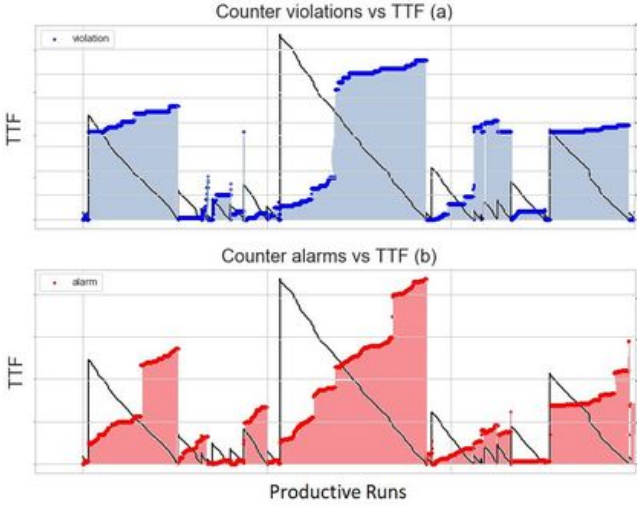 Counter violations vs TTF (a)
violation
TTF
Counter alarms vs TTF (b)
alarm
TTF
Productive Runs